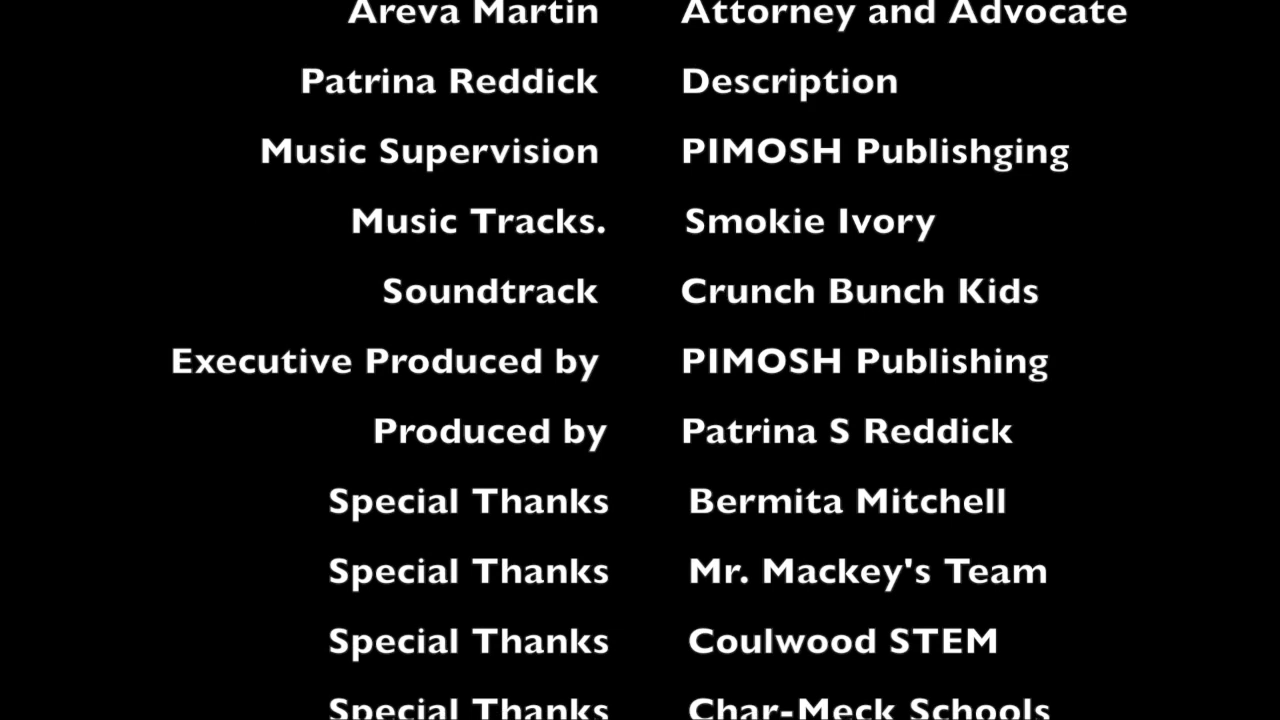 Areva Martin Attorney and Advocate
Patrina Reddick Description
Music Supervision PIMOSH Publishging
Music Tracks. Smokie Ivory
Soundtrack Crunch Bunch Kids
Executive Produced by PIMOSH Publishing
Produced by Patrina S Reddick
Special Thanks Bermita Mitchell
Special Thanks Mr. Mackey's Team
Special Thanks Coulwood STEM
Special Thanks Char-Meck Schools